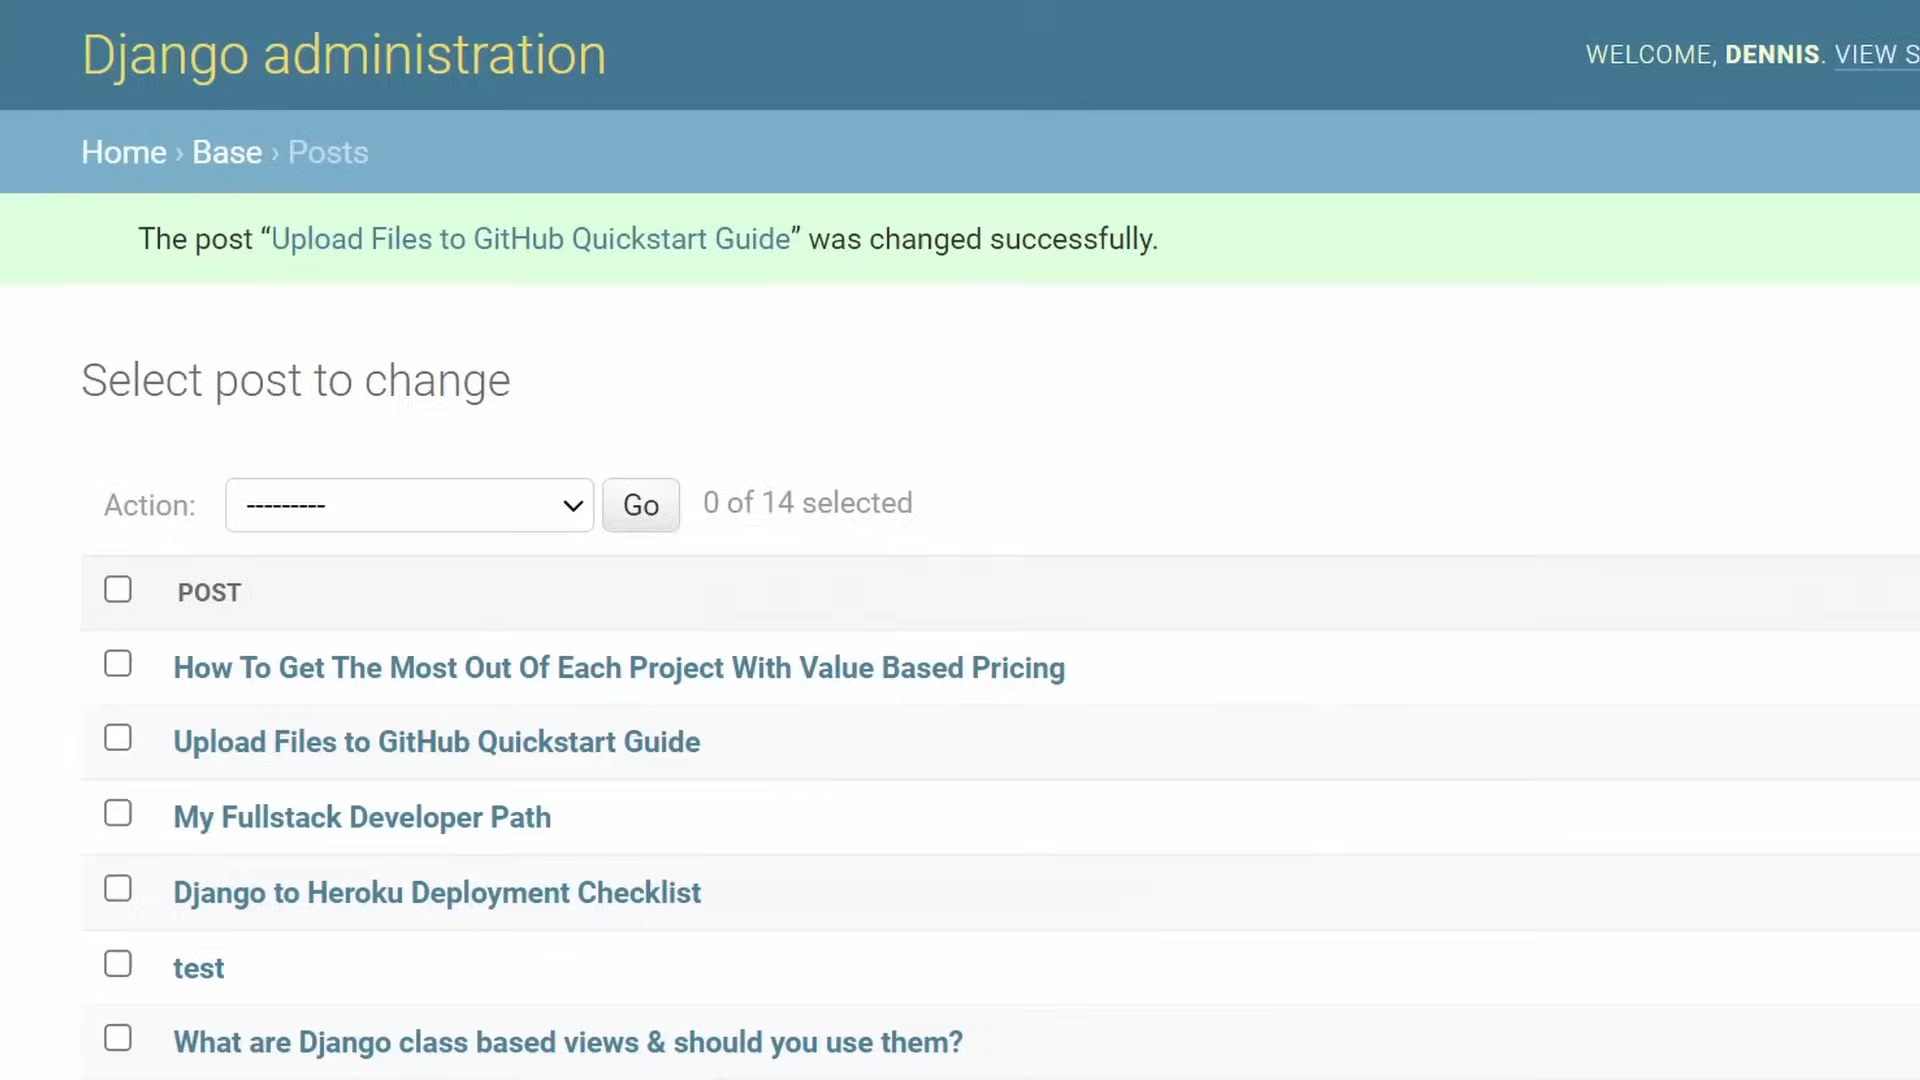 Django administration
WELCOME, DENNIS. VIEW S
Home › Base › Posts
The post “Upload Files to GitHub Quickstart Guide” was changed successfully.
Select post to change
Action: --------- Go 0 of 14 selected
POST
How To Get The Most Out Of Each Project With Value Based Pricing
Upload Files to GitHub Quickstart Guide
My Fullstack Developer Path
Django to Heroku Deployment Checklist
test
What are Django class based views & should you use them?